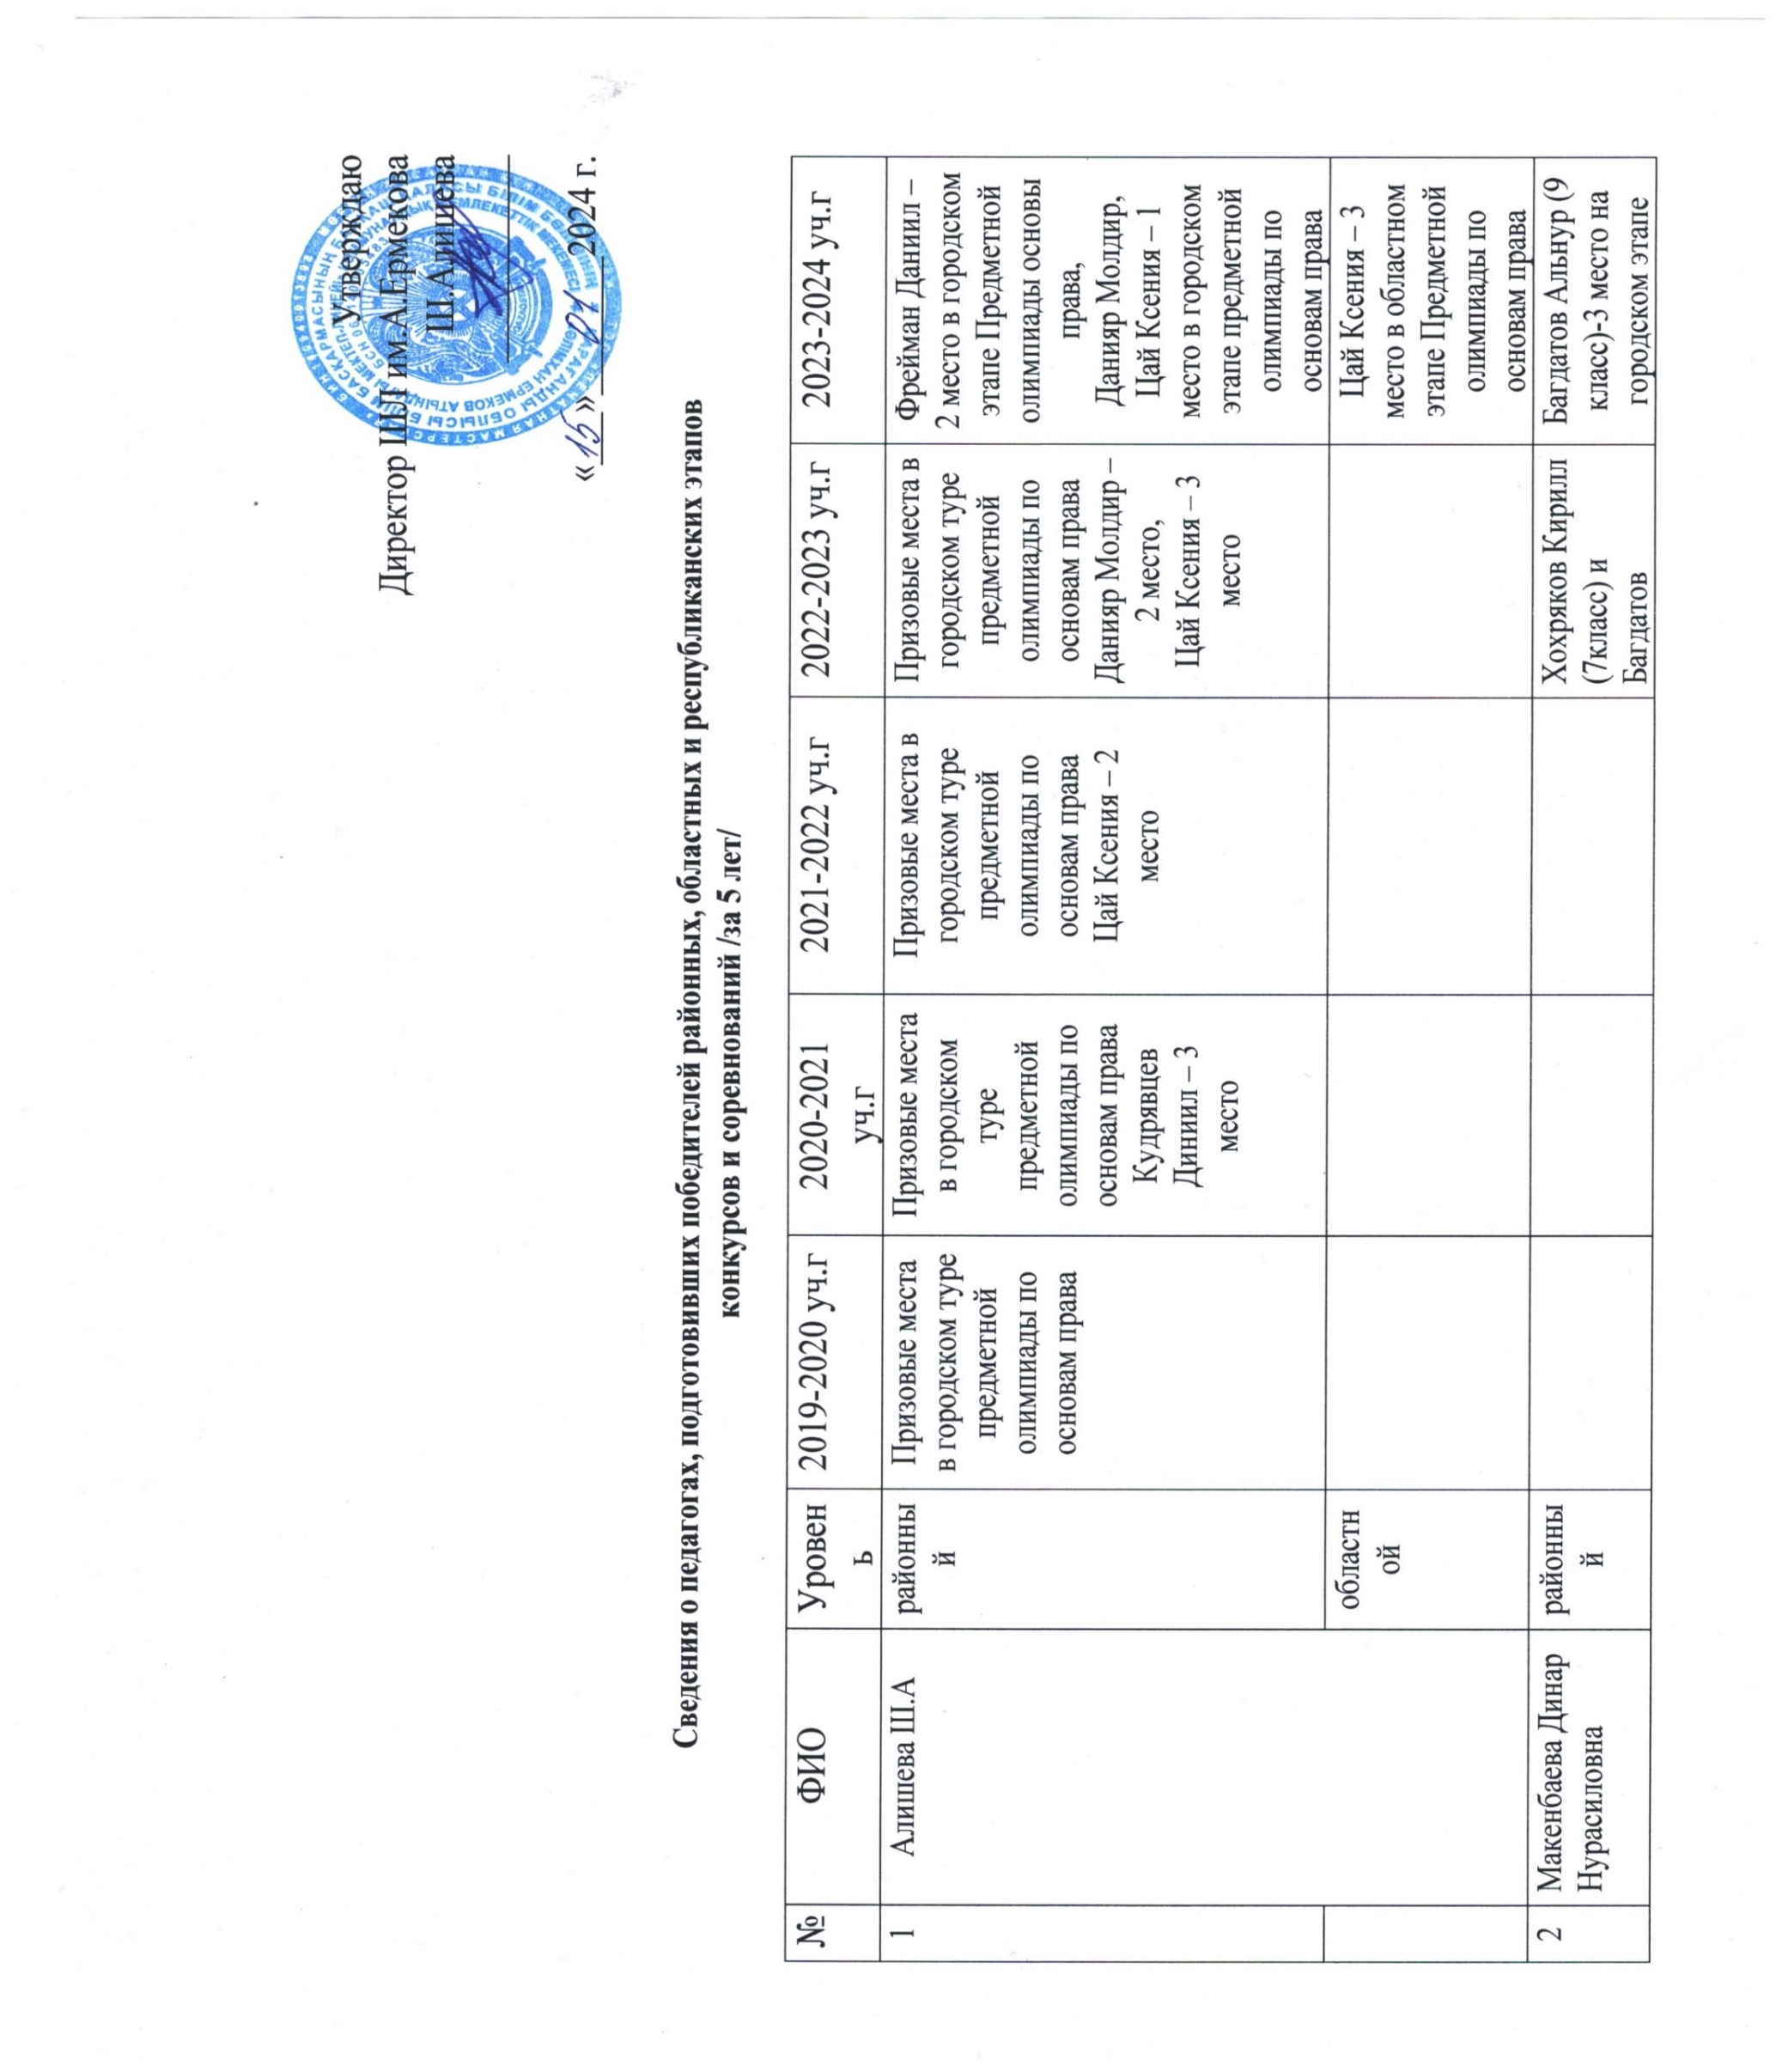 Утверждаю
Директор ШЛ им.А.Ермекова
Ш.Алишева
«15» 01 2024 г.
Сведения о педагогах, подготовивших победителей районных, областных и республиканских этапов
конкурсов и соревнований /за 5 лет/
№
ФИО
Уровен
ь
2019-2020 уч.г
2020-2021
уч.г
2021-2022 уч.г
2022-2023 уч.г
2023-2024 уч.г
1
Алишева Ш.А
районны
й
Призовые места
в городском туре
предметной
олимпиады по
основам права
Призовые места
в городском
туре
предметной
олимпиады по
основам права
Кудрявцев
Диниил – 3
место
Призовые места в
городском туре
предметной
олимпиады по
основам права
Цай Ксения – 2
место
Призовые места в
городском туре
предметной
олимпиады по
основам права
Данияр Молдир –
2 место,
Цай Ксения – 3
место
Фрейман Даниил –
2 место в городском
этапе Предметной
олимпиады основы
права,
Данияр Молдир,
Цай Ксения – 1
место в городском
этапе предметной
олимпиады по
основам права
областн
ой
Цай Ксения – 3
место в областном
этапе Предметной
олимпиады по
основам права
2
Макенбаева Динар
Нурасиловна
районны
й
Хохряков Кирилл
(7класс) и
Багдатов
Багдатов Альнур (9
класс)-3 место на
городском этапе